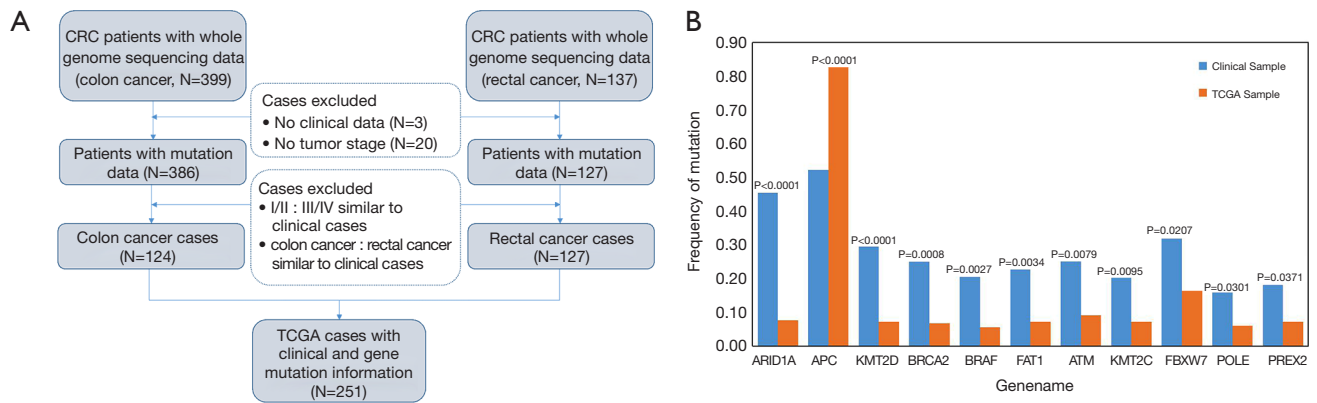 A
CRC patients with whole
genome sequencing data
(colon cancer, N=399)
CRC patients with whole
genome sequencing data
(rectal cancer, N=137)
Cases excluded
• No clinical data (N=3)
• No tumor stage (N=20)
Patients with mutation
data (N=386)
Patients with mutation
data (N=127)
Cases excluded
• I/II : III/IV similar to
clinical cases
• colon cancer : rectal cancer
similar to clinical cases
Colon cancer cases
(N=124)
Rectal cancer cases
(N=127)
TCGA cases with
clinical and gene
mutation information
(N=251)
B
Frequency of mutation
0.90
0.80
0.70
0.60
0.50
0.40
0.30
0.20
0.10
0.00
Clinical Sample
TCGA Sample
P<0.0001
P<0.0001
P<0.0001
P=0.0008
P=0.0027
P=0.0034
P=0.0079
P=0.0095
P=0.0207
P=0.0301
P=0.0371
ARID1A
APC
KMT2D
BRCA2
BRAF
FAT1
ATM
KMT2C
FBXW7
POLE
PREX2
Genename